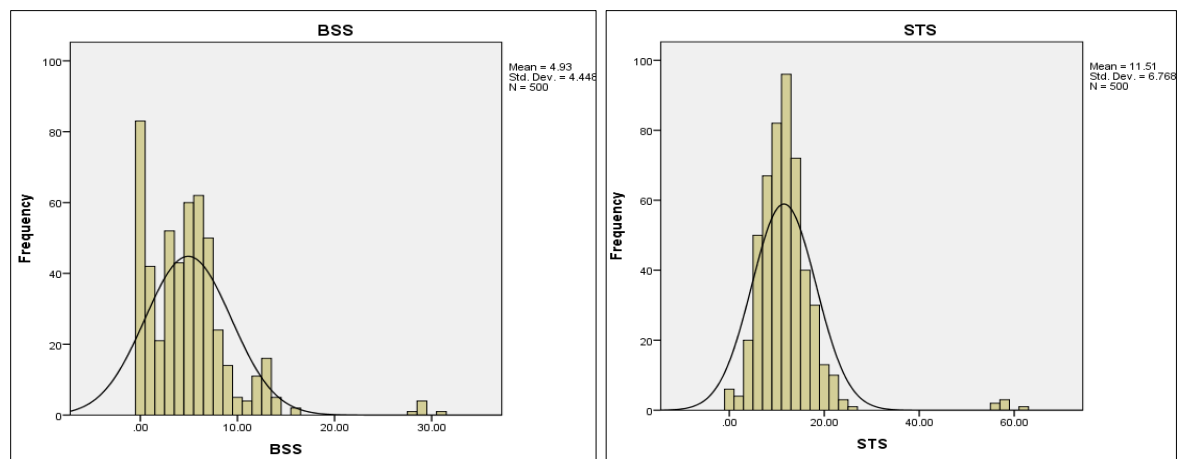 BSS
Mean = 4.93
Std. Dev. = 4.448
N = 500
100
80
60
40
20
0
Frequency
.00
10.00
20.00
30.00
BSS
STS
Mean = 11.51
Std. Dev. = 6.768
N = 500
100
80
60
40
20
0
Frequency
.00
20.00
40.00
60.00
STS